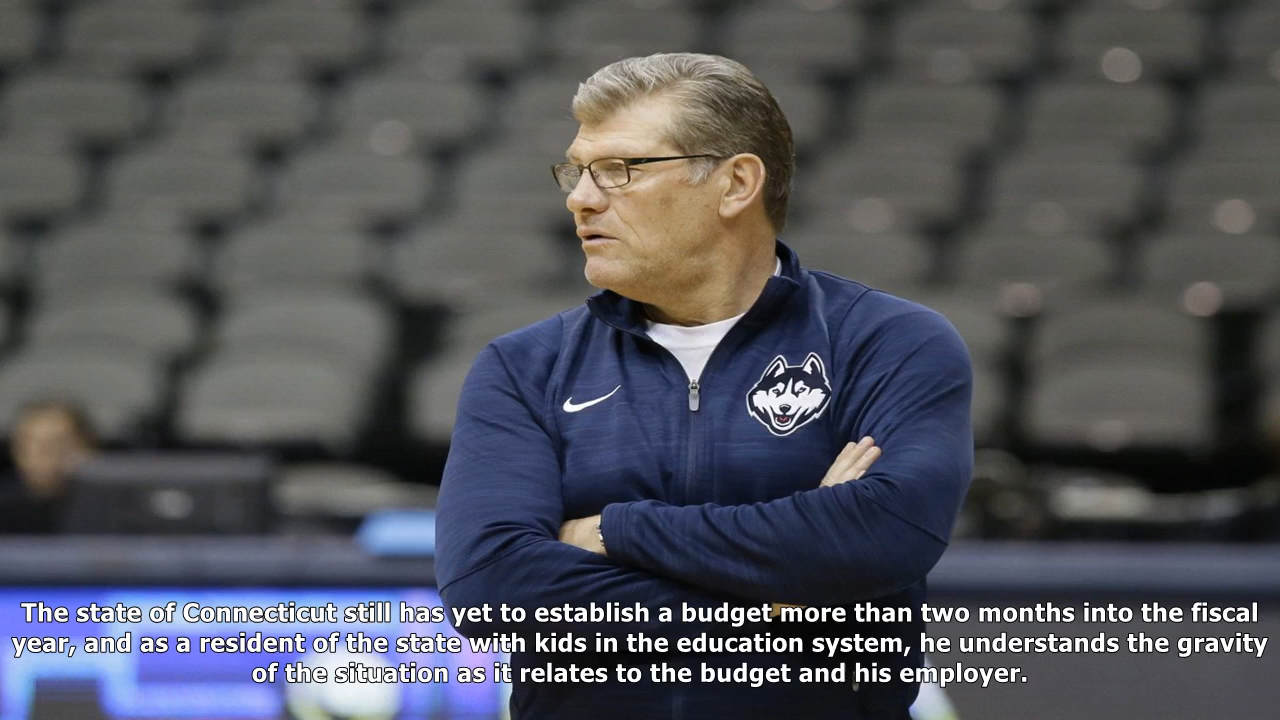 The state of Connecticut still has yet to establish a budget more than two months into the fiscal
year, and as a resident of the state with kids in the education system, he understands the gravity
of the situation as it relates to the budget and his employer.